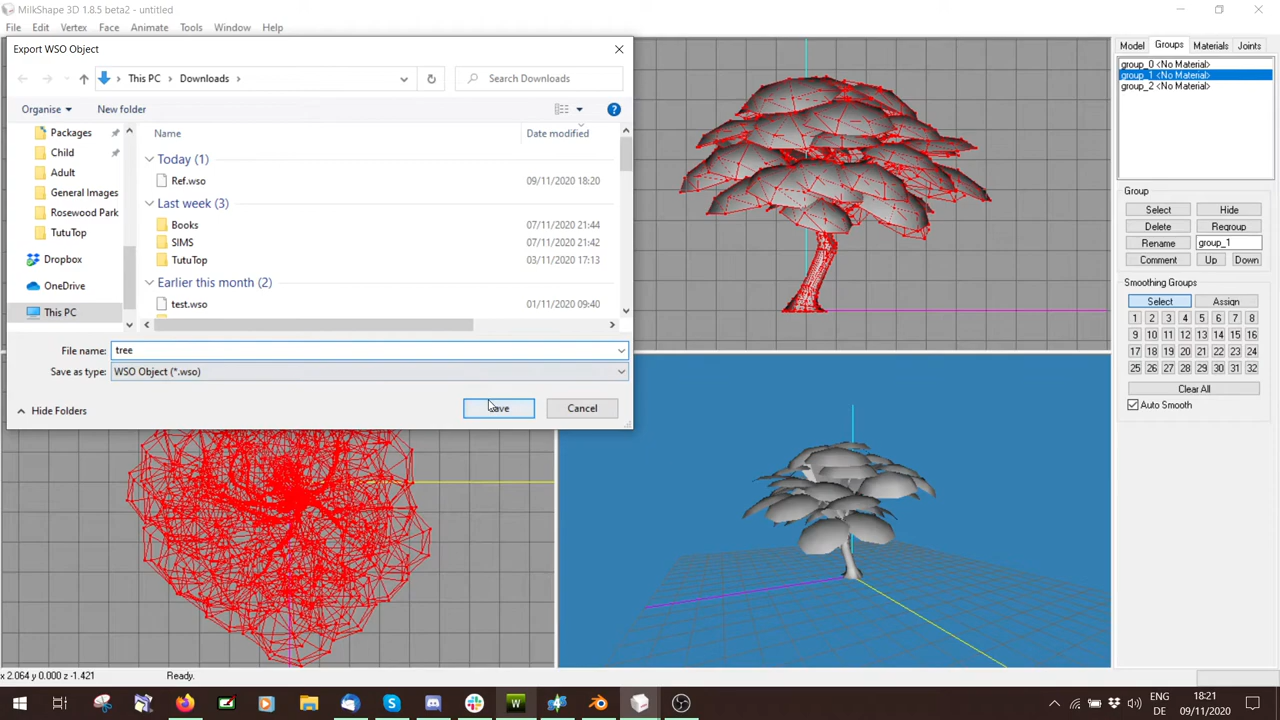 MilkShape 3D 1.8.5 beta2 - untitled
File Edit Vertex Face Animate Tools Window Help
Export WSO Object
This PC Downloads Search Downloads
Organise New folder
Packages
Child
Adult
General Images
Rosewood Park
TutuTop
Dropbox
OneDrive
This PC
Name Date modified
Today (1)
Ref.wso 09/11/2020 18:20
Last week (3)
Books 07/11/2020 21:44
SIMS 07/11/2020 21:42
TutuTop 03/11/2020 17:13
Earlier this month (2)
test.wso 01/11/2020 09:40
File name: tree
Save as type: WSO Object (*.wso)
Hide Folders Save Cancel
Model Groups Materials Joints
group_0 <No Material>
group_1 <No Material>
group_2 <No Material>
Group
Select Hide
Delete Regroup
Rename group_1
Comment Up Down
Smoothing Groups
Select Assign
1 2 3 4 5 6 7 8
9 10 11 12 13 14 15 16
17 18 19 20 21 22 23 24
25 26 27 28 29 30 31 32
Clear All
Auto Smooth
x 2.064 y 0.000 z -1.421 Ready.
ENG 18:21
DE 09/11/2020